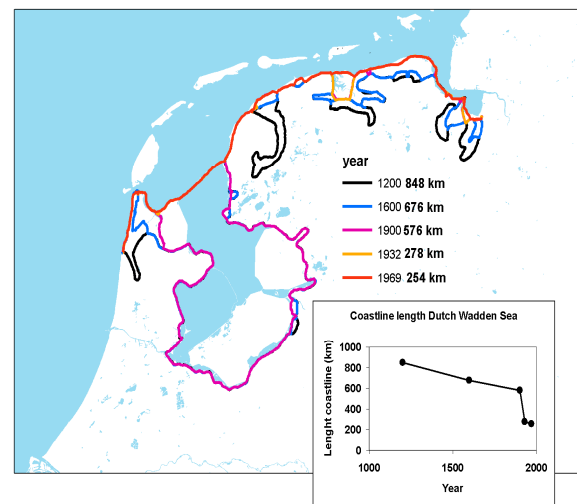 year
1200 848 km
1600 676 km
1900 576 km
1932 278 km
1969 254 km
Coastline length Dutch Wadden Sea
Lenght coastline (km)
1000
800
600
400
200
0
1000 1500 2000
Year